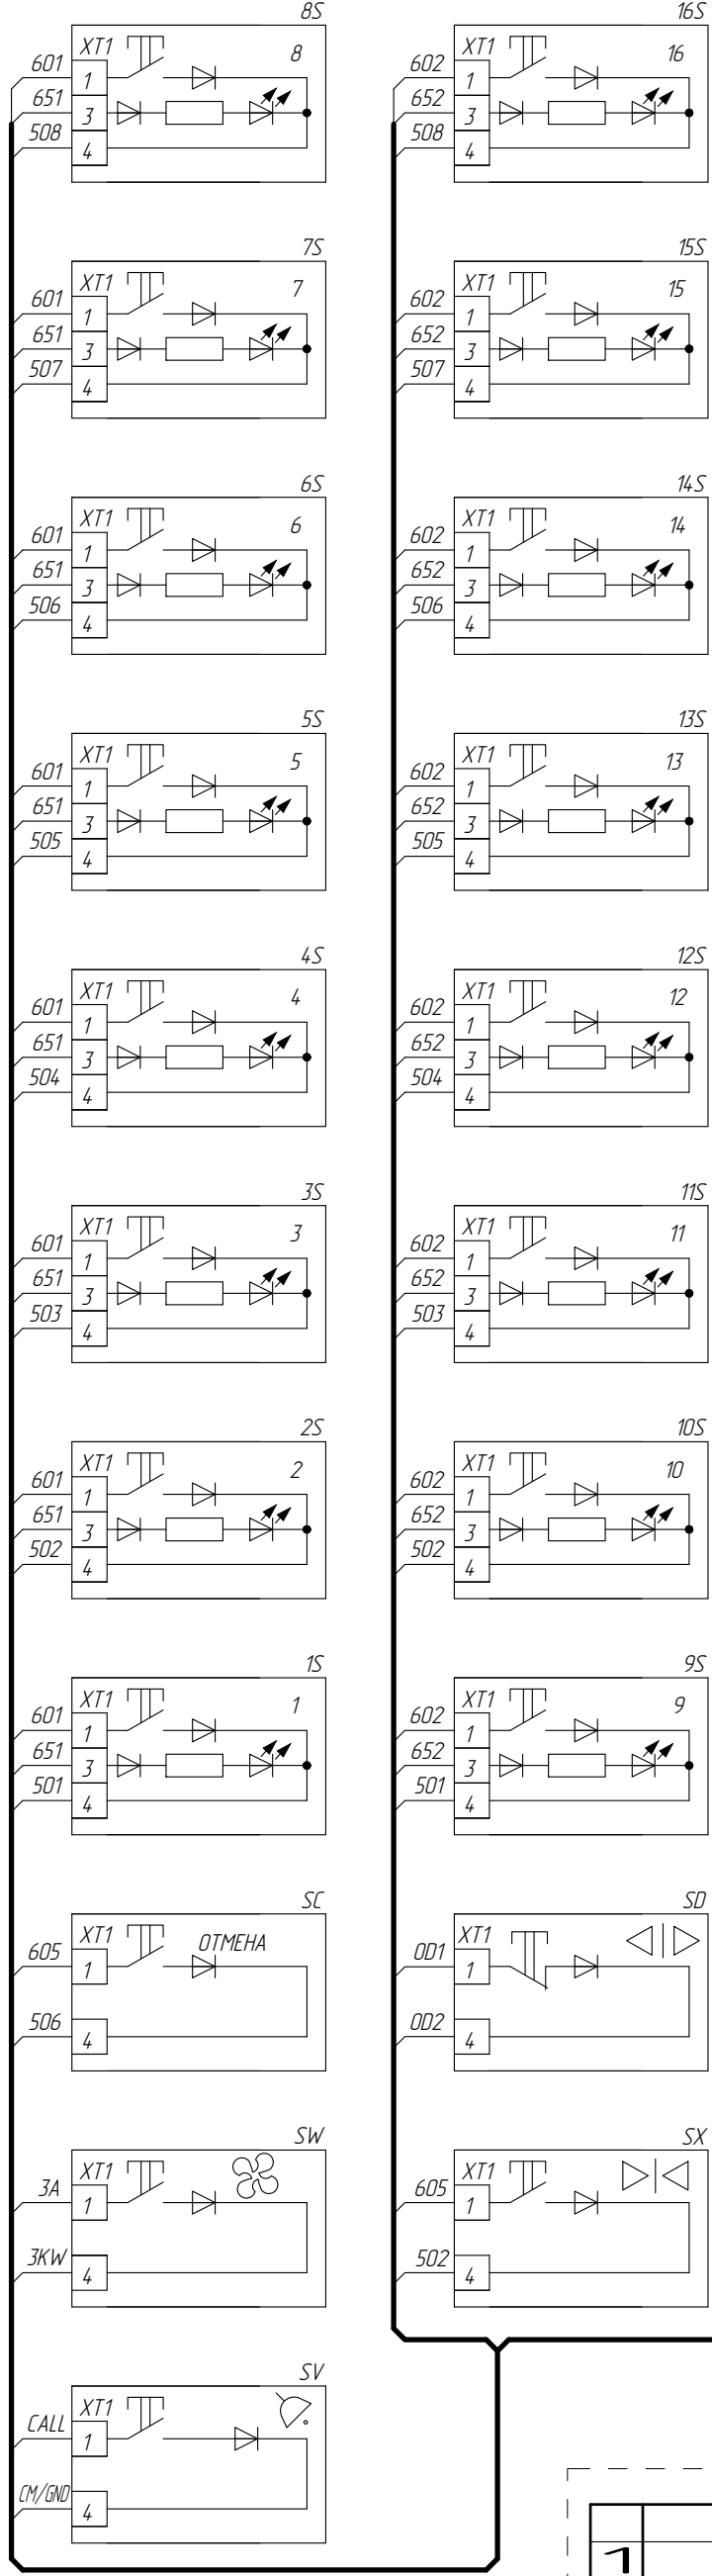 8S
XT1
8
601
1
651
3
508
4
16S
XT1
16
602
1
652
3
508
4
7S
XT1
7
601
1
651
3
507
4
15S
XT1
15
602
1
652
3
507
4
6S
XT1
6
601
1
651
3
506
4
14S
XT1
14
602
1
652
3
506
4
5S
XT1
5
601
1
651
3
505
4
13S
XT1
13
602
1
652
3
505
4
4S
XT1
4
601
1
651
3
504
4
12S
XT1
12
602
1
652
3
504
4
3S
XT1
3
601
1
651
3
503
4
11S
XT1
11
602
1
652
3
503
4
2S
XT1
2
601
1
651
3
502
4
10S
XT1
10
602
1
652
3
502
4
1S
XT1
1
601
1
651
3
501
4
9S
XT1
9
602
1
652
3
501
4
SC
XT1
ОТМЕНА
605
1
506
4
SD
XT1
OD1
1
OD2
4
SW
XT1
3A
1
3KW
4
SX
XT1
605
1
502
4
SV
XT1
CALL
1
CM/GND
4